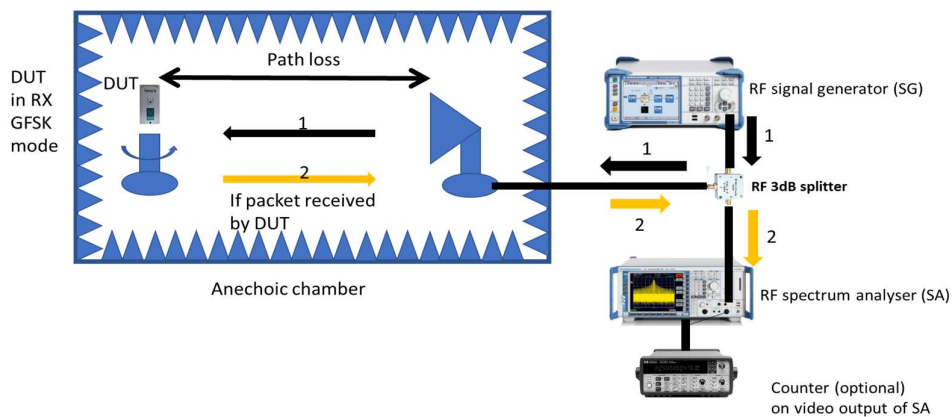 DUT
in RX
GFSK
mode
DUT
Path loss
1
2
If packet received
by DUT
Anechoic chamber
RF signal generator (SG)
1
1
RF 3dB splitter
2
2
RF spectrum analyser (SA)
Counter (optional)
on video output of SA